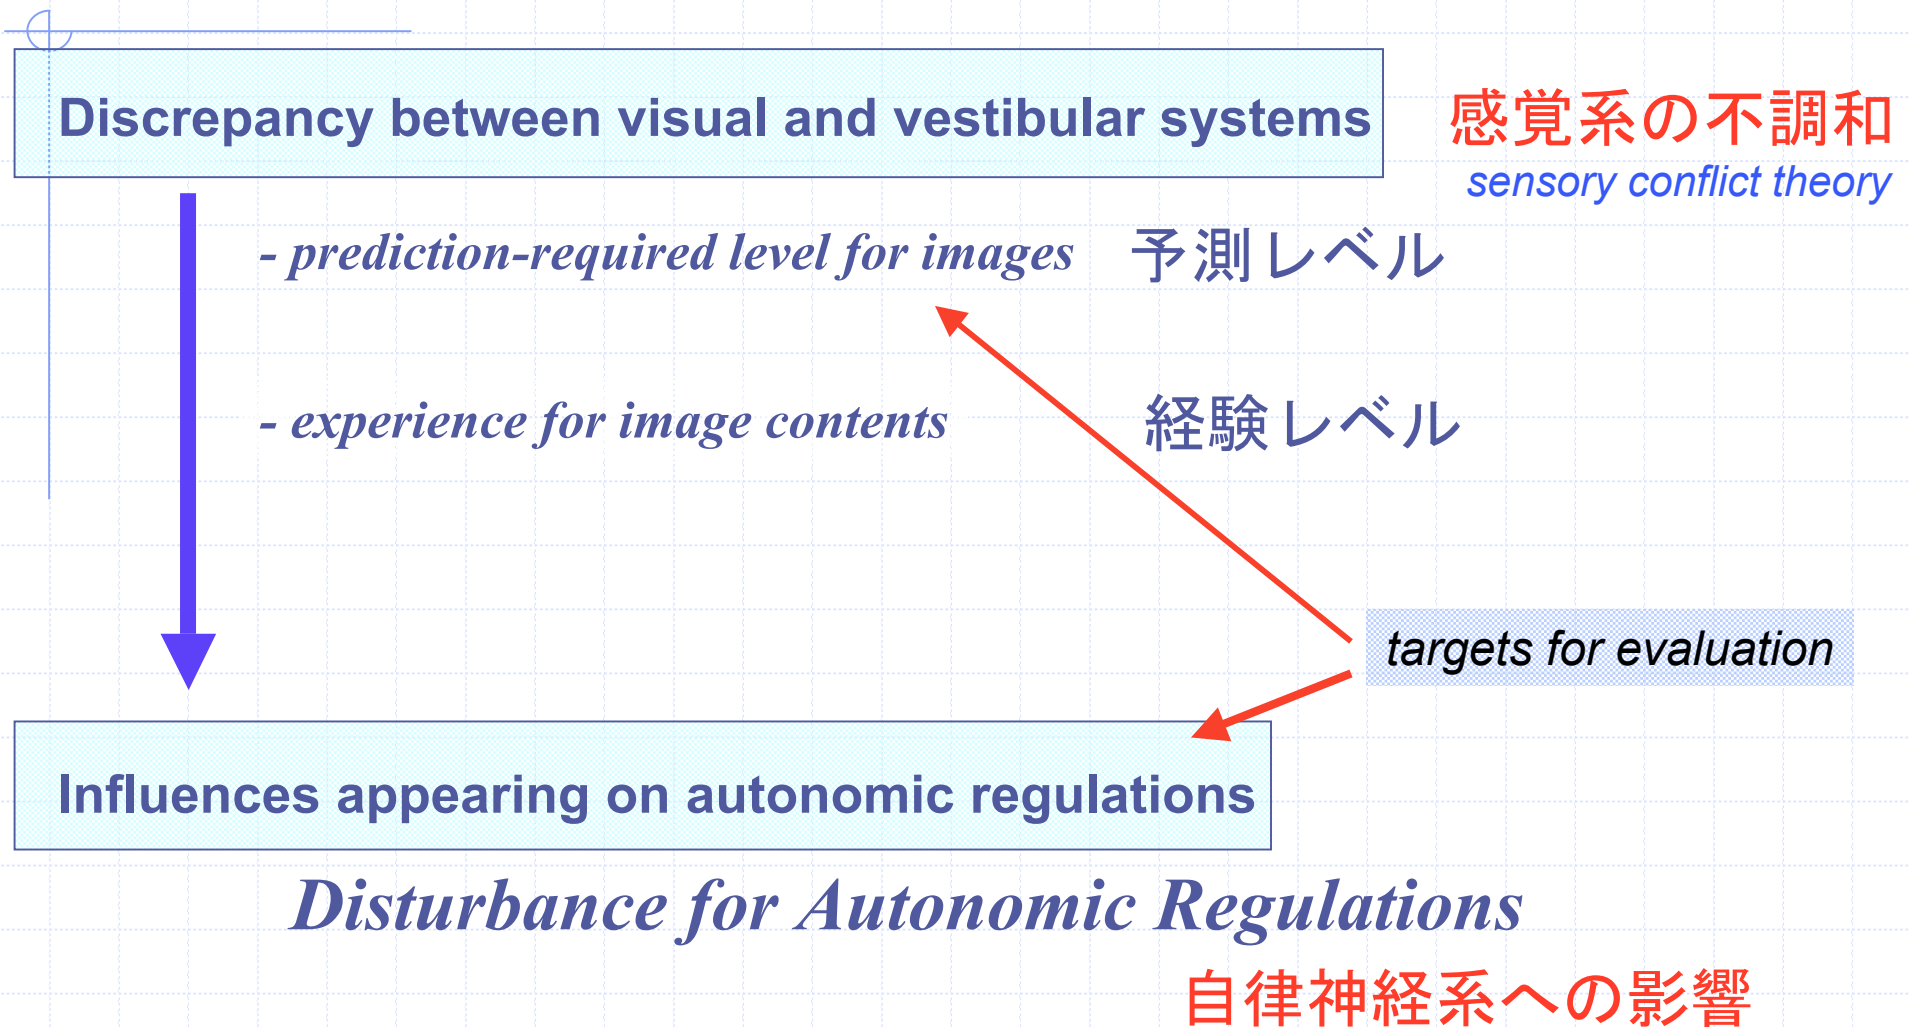 Discrepancy between visual and vestibular systems
感覚系の不調和
sensory conflict theory
- prediction-required level for images 予測レベル
- experience for image contents 経験レベル
targets for evaluation
Influences appearing on autonomic regulations
Disturbance for Autonomic Regulations
自律神経系への影響